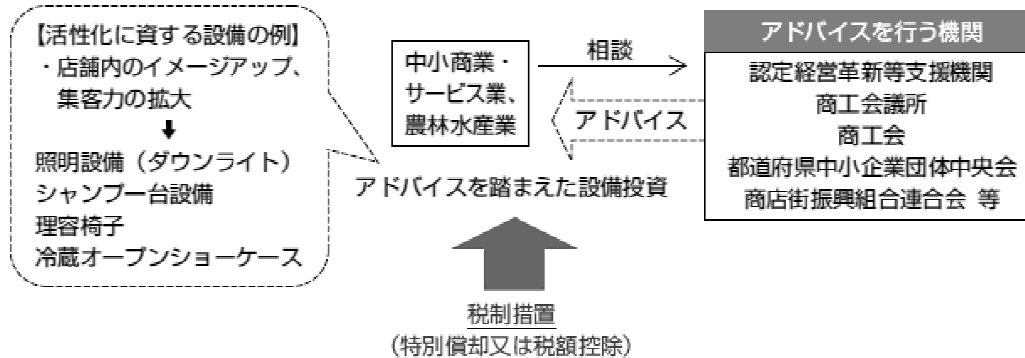 【活性化に資する設備の例】
・店舗内のイメージアップ、
集客力の拡大
照明設備（ダウンライト）
シャンプー台設備
理容椅子
冷蔵オープンショーケース
中小商業・
サービス業、
農林水産業
相談
アドバイス
アドバイスを行う機関
認定経営革新等支援機関
商工会議所
商工会
都道府県中小企業団体中央会
商店街振興組合連合会 等
アドバイスを踏まえた設備投資
税制措置
（特別償却又は税額控除）